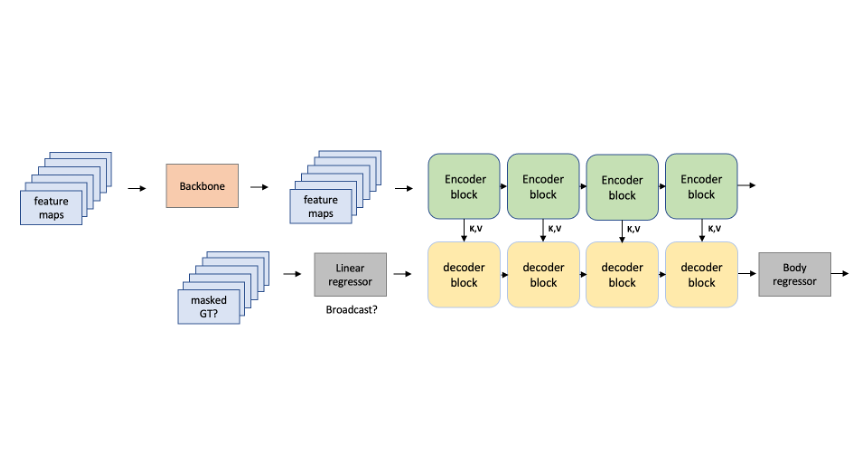 feature
maps
Backbone
feature
maps
Encoder
block
Encoder
block
Encoder
block
Encoder
block
K,V
K,V
K,V
K,V
masked
GT?
Linear
regressor
Broadcast?
decoder
block
decoder
block
decoder
block
decoder
block
Body
regressor